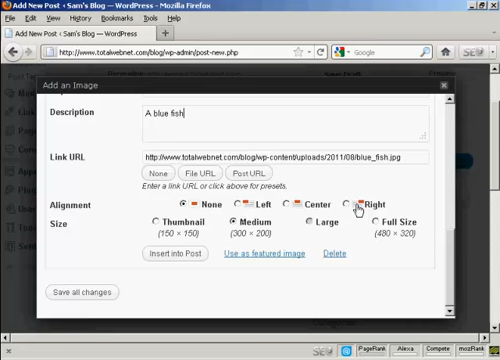 Add New Post ‹ Sam's Blog — WordPress – Mozilla Firefox
File Edit View History Bookmarks Tools Help
Add New Post ‹ Sam's Blog — WordPress
http://www.totalwebnet.com/blog/wp-admin/post-new.php
Google
SEO
Add an Image
Description
A blue fish
Link URL
http://www.totalwebnet.com/blog/wp-content/uploads/2011/08/blue_fish.jpg
None File URL Post URL
Enter a link URL or click above for presets.
Alignment None Left Center Right
Size Thumbnail Medium Large Full Size
(150 × 150) (300 × 200) (480 × 320)
Insert into Post Use as featured image Delete
Save all changes
SEO PageRank Alexa Compete mozRank